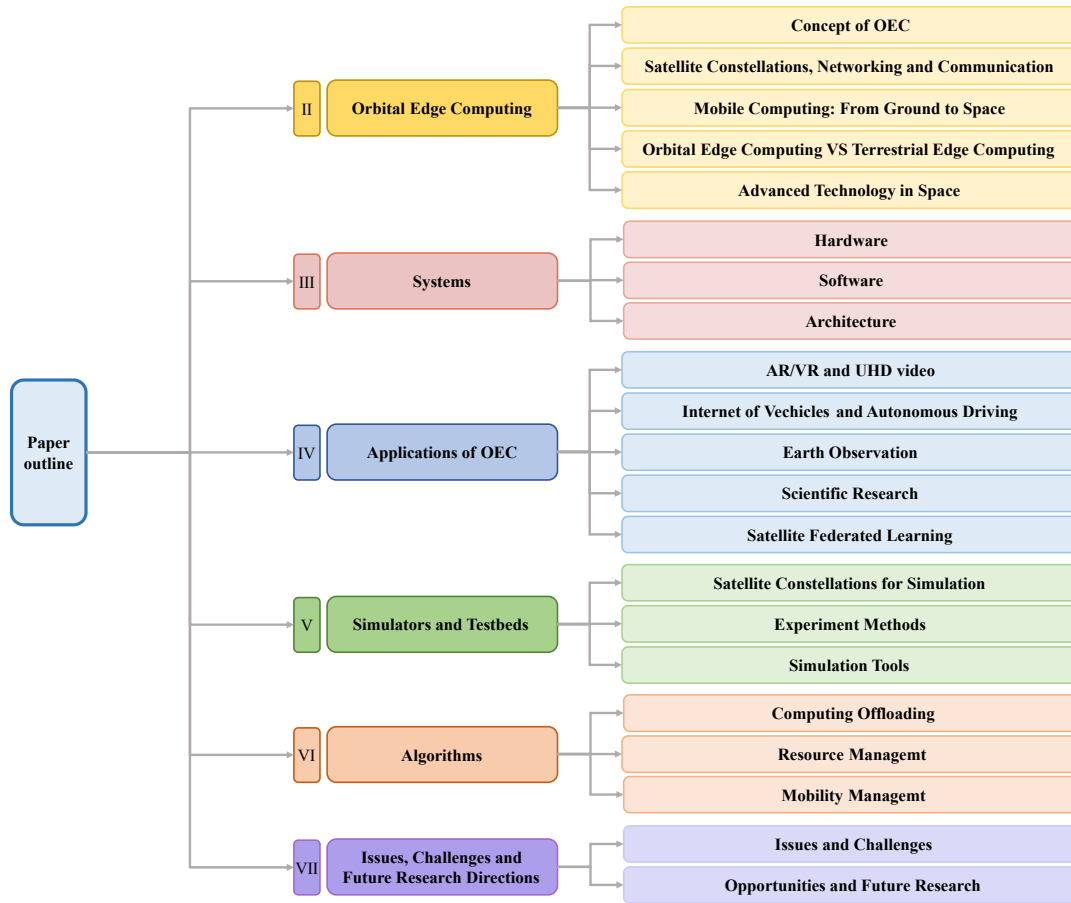 Paper
outline
II
Orbital Edge Computing
Concept of OEC
Satellite Constellations, Networking and Communication
Mobile Computing: From Ground to Space
Orbital Edge Computing VS Terrestrial Edge Computing
Advanced Technology in Space
III
Systems
Hardware
Software
Architecture
IV
Applications of OEC
AR/VR and UHD video
Internet of Vechicles and Autonomous Driving
Earth Observation
Scientific Research
Satellite Federated Learning
V
Simulators and Testbeds
Satellite Constellations for Simulation
Experiment Methods
Simulation Tools
VI
Algorithms
Computing Offloading
Resource Managemt
Mobility Managemt
VII
Issues, Challenges and
Future Research Directions
Issues and Challenges
Opportunities and Future Research